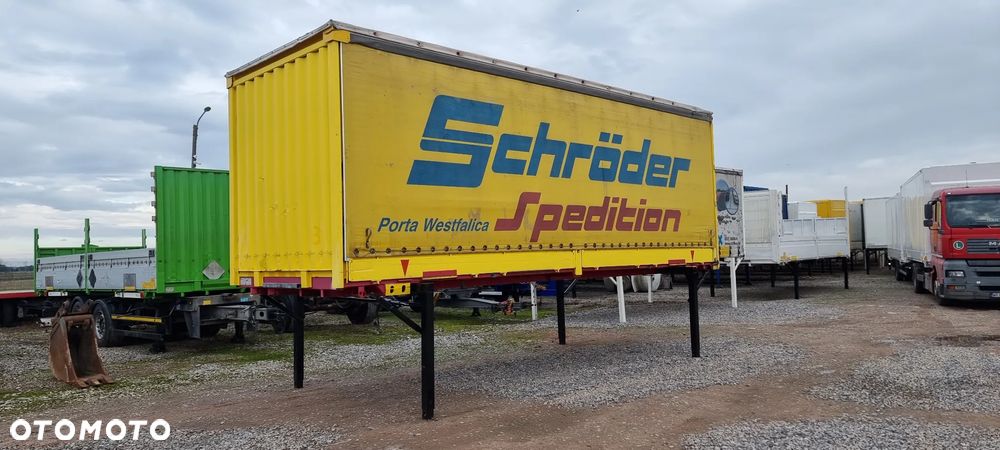 Schröder
Spedition
Porta Westfalica
OTOMOTO